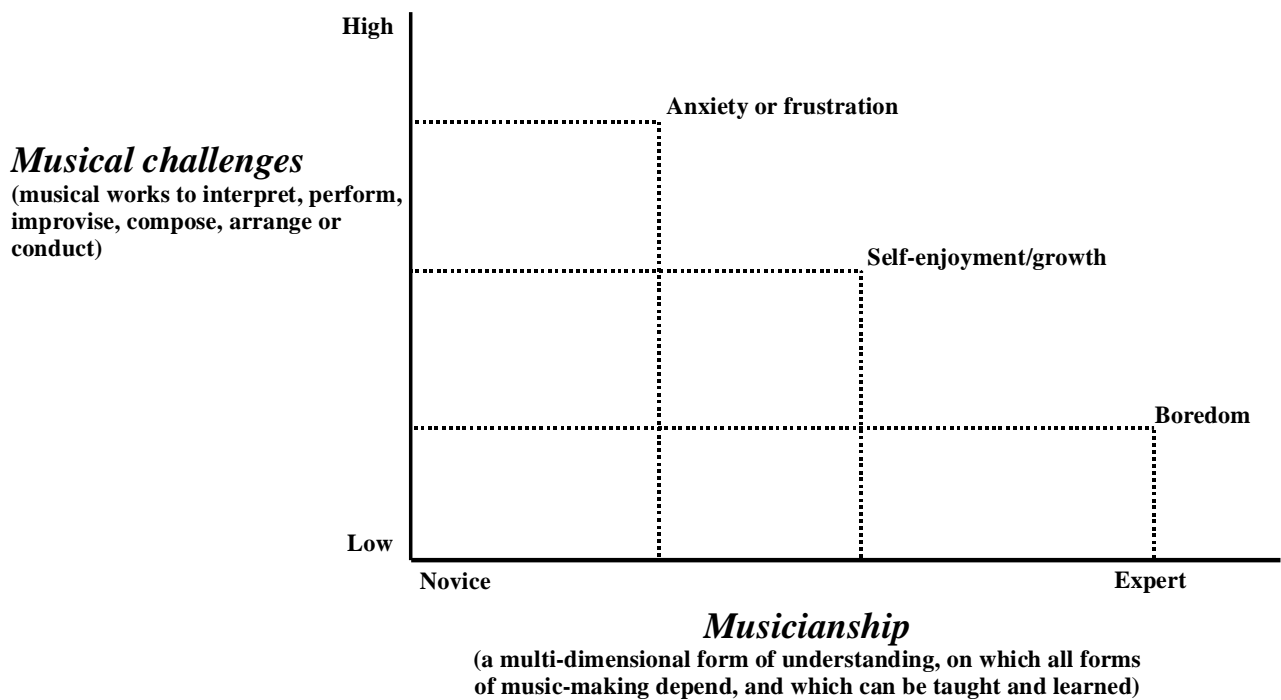 High
Anxiety or frustration
Musical challenges
(musical works to interpret, perform,
improvise, compose, arrange or
conduct)
Self-enjoyment/growth
Boredom
Low
Novice
Expert
Musicianship
(a multi-dimensional form of understanding, on which all forms
of music-making depend, and which can be taught and learned)